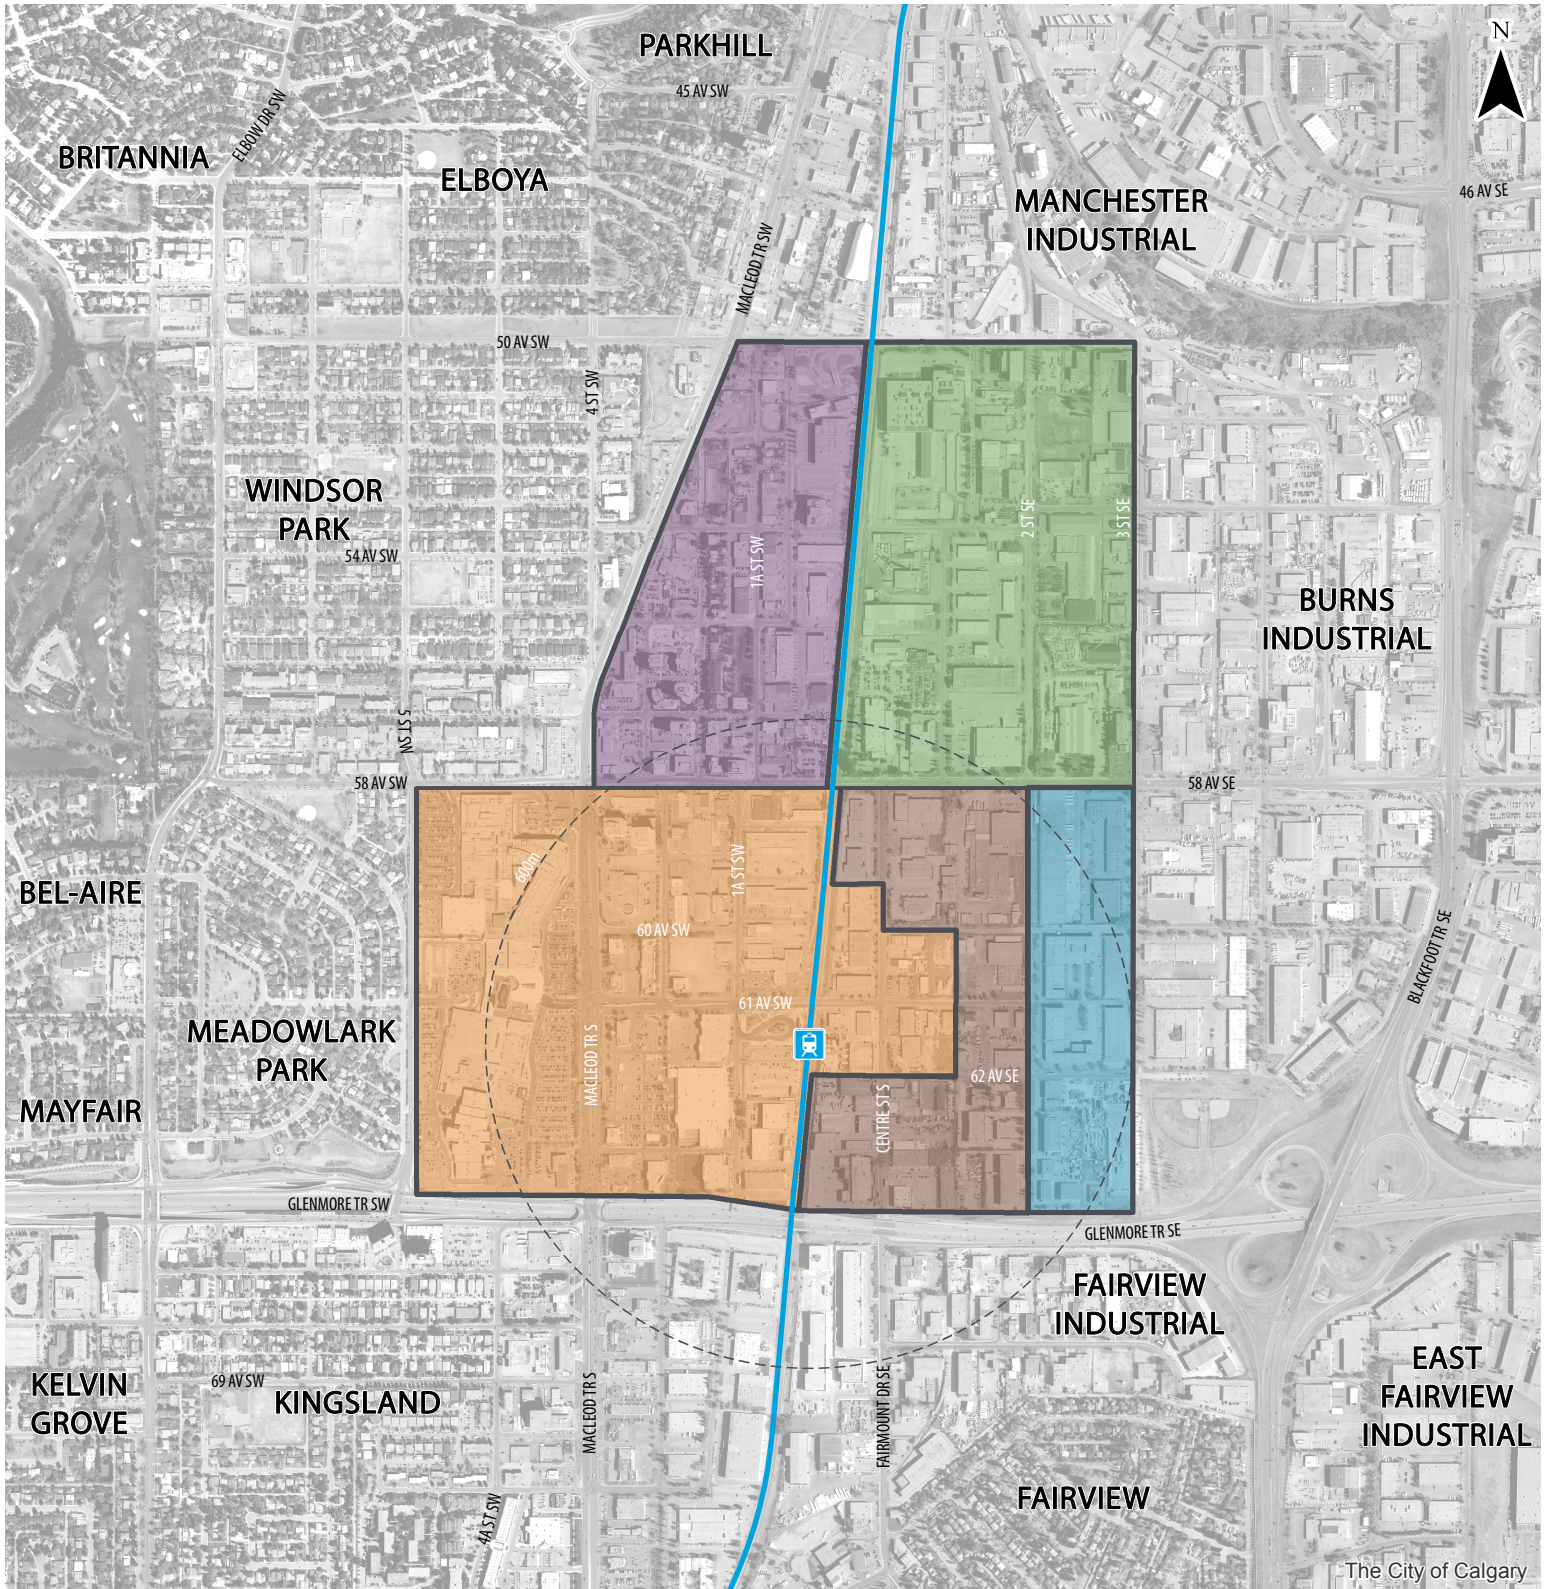 N
PARKHILL
45 AV SW
ELBOW DR SW
BRITANNIA
ELBOYA
46 AV SE
MANCHESTER
INDUSTRIAL
MACLEOD TR SW
50 AV SW
4 ST SW
WINDSOR
PARK
54 AV SW
1A ST SW
2 ST SE
3 ST SE
BURNS
INDUSTRIAL
5 ST SW
58 AV SW
58 AV SE
600m
1A ST SW
BEL-AIRE
60 AV SW
BLACKFOOT TR SE
61 AV SW
MEADOWLARK
PARK
MACLEOD TR S
62 AV SE
MAYFAIR
CENTRE ST S
GLENMORE TR SW
GLENMORE TR SE
FAIRVIEW
INDUSTRIAL
EAST
FAIRVIEW
INDUSTRIAL
KELVIN
GROVE
69 AV SW
KINGSLAND
MACLEOD TR S
FAIRMOUNT DR SE
4A ST SW
FAIRVIEW
The City of Calgary